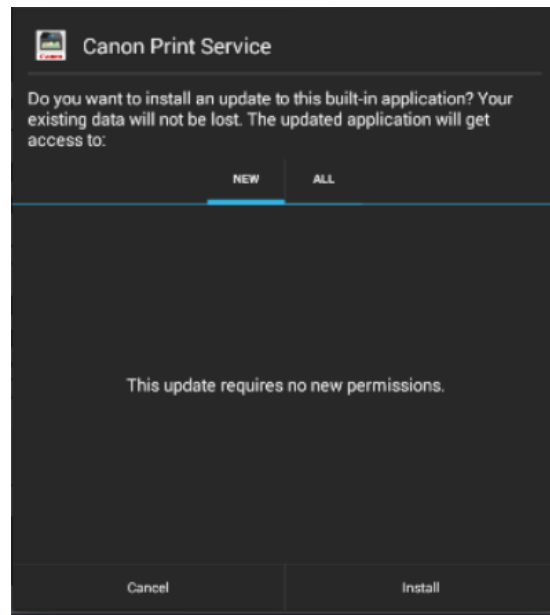 Canon
Canon Print Service
Do you want to install an update to this built-in application? Your
existing data will not be lost. The updated application will get
access to:
NEW ALL
This update requires no new permissions.
Cancel Install